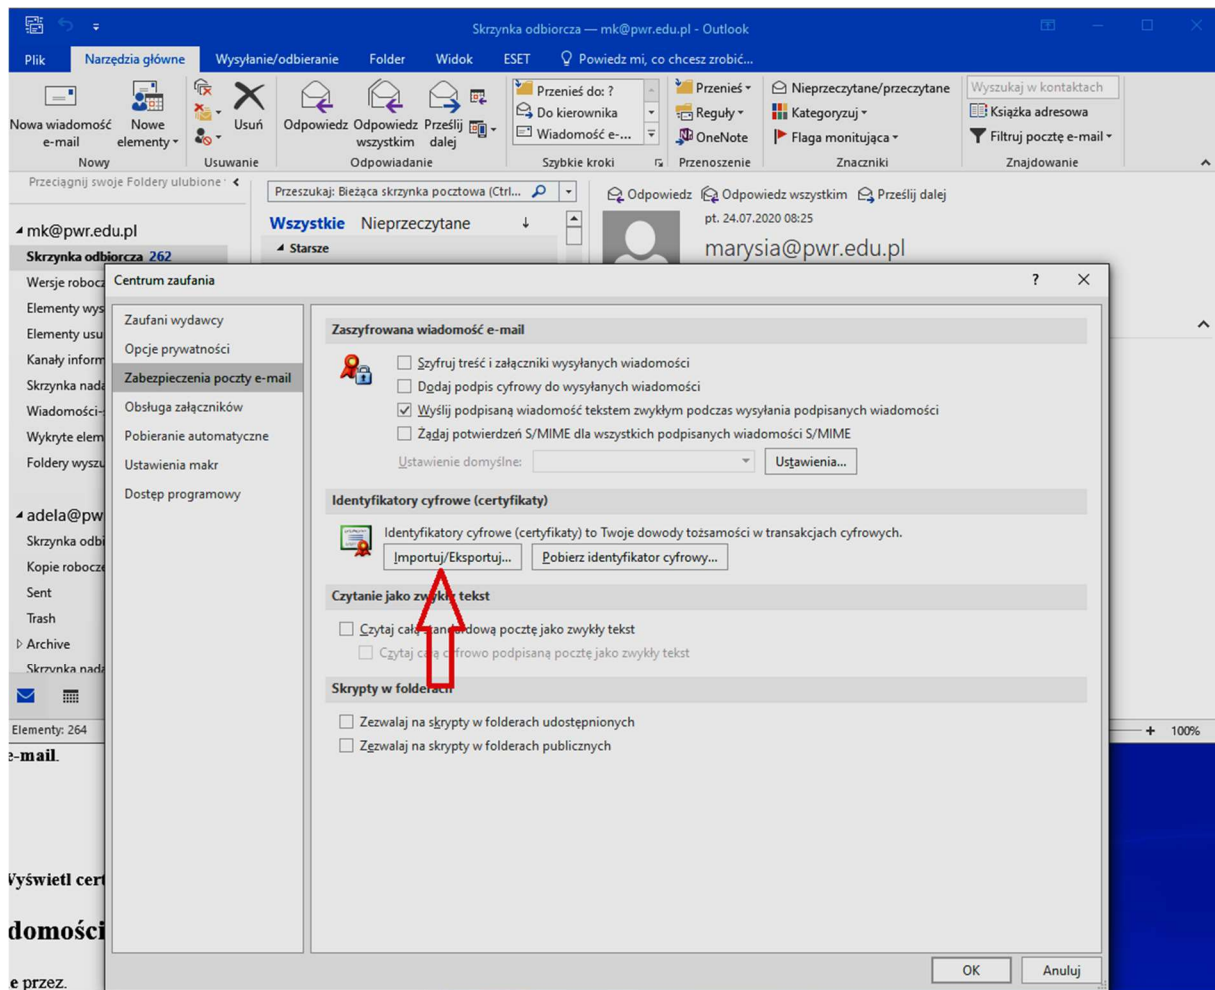 Skrzynka odbiorcza — mk@pwr.edu.pl - Outlook
Plik Narzędzia główne Wysyłanie/odbieranie Folder Widok ESET Powiedz mi, co chcesz zrobić...
Nowa wiadomość e-mail
Nowe elementy
Usuń
Odpowiedz
Odpowiedz wszystkim
Prześlij dalej
Przenieś do: ?
Do kierownika
Wiadomość e-...
Przenieś
Reguły
OneNote
Nieprzeczytane/przeczytane
Kategoryzuj
Flaga monitująca
Wyszukaj w kontaktach
Książka adresowa
Filtruj pocztę e-mail
Nowy Usuwanie Odpowiadanie Szybkie kroki Przenoszenie Znaczniki Znajdowanie
Przeciągnij swoje Foldery ulubione
mk@pwr.edu.pl
Skrzynka odbiorcza 262
Wersje robocz
Elementy wys
Elementy usu
Kanały inform
Skrzynka nada
Wiadomości-
Wykryte elem
Foldery wyszu
adela@pw
Skrzynka odbi
Kopie robocze
Sent
Trash
Archive
Skrzynka nada
Elementy: 264
Przeszukaj: Bieżąca skrzynka pocztowa (Ctrl...
Wszystkie Nieprzeczytane
Starsze
Odpowiedz Odpowiedz wszystkim Prześlij dalej
pt. 24.07.2020 08:25
marysia@pwr.edu.pl
Centrum zaufania
?
Zaufani wydawcy
Opcje prywatności
Zabezpieczenia poczty e-mail
Obsługa załączników
Pobieranie automatyczne
Ustawienia makr
Dostęp programowy
Zaszyfrowana wiadomość e-mail
Szyfruj treść i załączniki wysyłanych wiadomości
Dodaj podpis cyfrowy do wysyłanych wiadomości
Wyślij podpisaną wiadomość tekstem zwykłym podczas wysyłania podpisanych wiadomości
Żądaj potwierdzeń S/MIME dla wszystkich podpisanych wiadomości S/MIME
Ustawienie domyślne:
Ustawienia...
Identyfikatory cyfrowe (certyfikaty)
Identyfikatory cyfrowe (certyfikaty) to Twoje dowody tożsamości w transakcjach cyfrowych.
Importuj/Eksportuj... Pobierz identyfikator cyfrowy...
Czytanie jako zwykły tekst
Czytaj całą standardową pocztę jako zwykły tekst
Czytaj całą cyfrowo podpisaną pocztę jako zwykły tekst
Skrypty w folderach
Zezwalaj na skrypty w folderach udostępnionych
Zezwalaj na skrypty w folderach publicznych
OK Anuluj
100%
e-mail.
Wyświetl cert
domości
e przez.